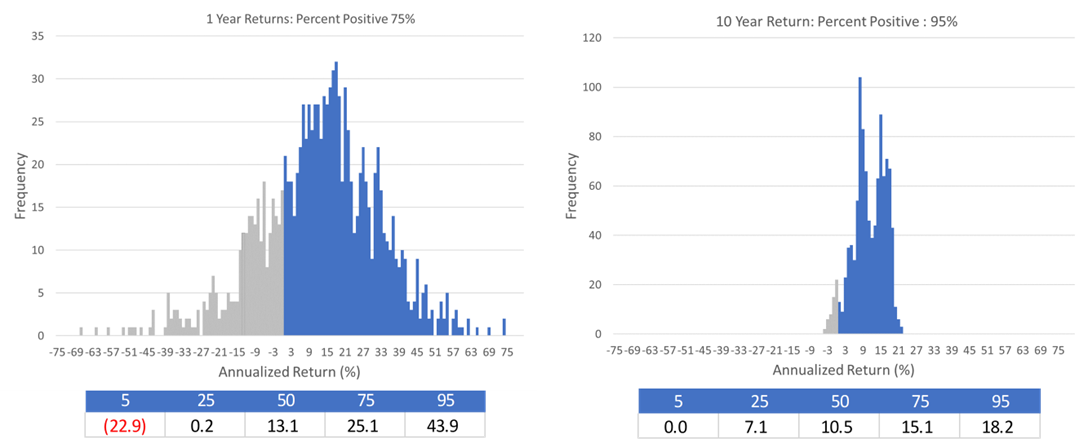 1 Year Returns: Percent Positive 75%
35
30
25
20
15
10
5
0
Frequency
-75-69-63-57-51-45-39-33-27-21-15 -9 -3 3 9 15 21 27 33 39 45 51 57 63 69 75
Annualized Return (%)
5 25 50 75 95
(22.9) 0.2 13.1 25.1 43.9
10 Year Return: Percent Positive : 95%
120
100
80
60
40
20
0
Frequency
-75-69-63-57-51-45-39-33-27-21-15 -9 -3 3 9 15 21 27 33 39 45 51 57 63 69 75
Annualized Return (%)
5 25 50 75 95
0.0 7.1 10.5 15.1 18.2